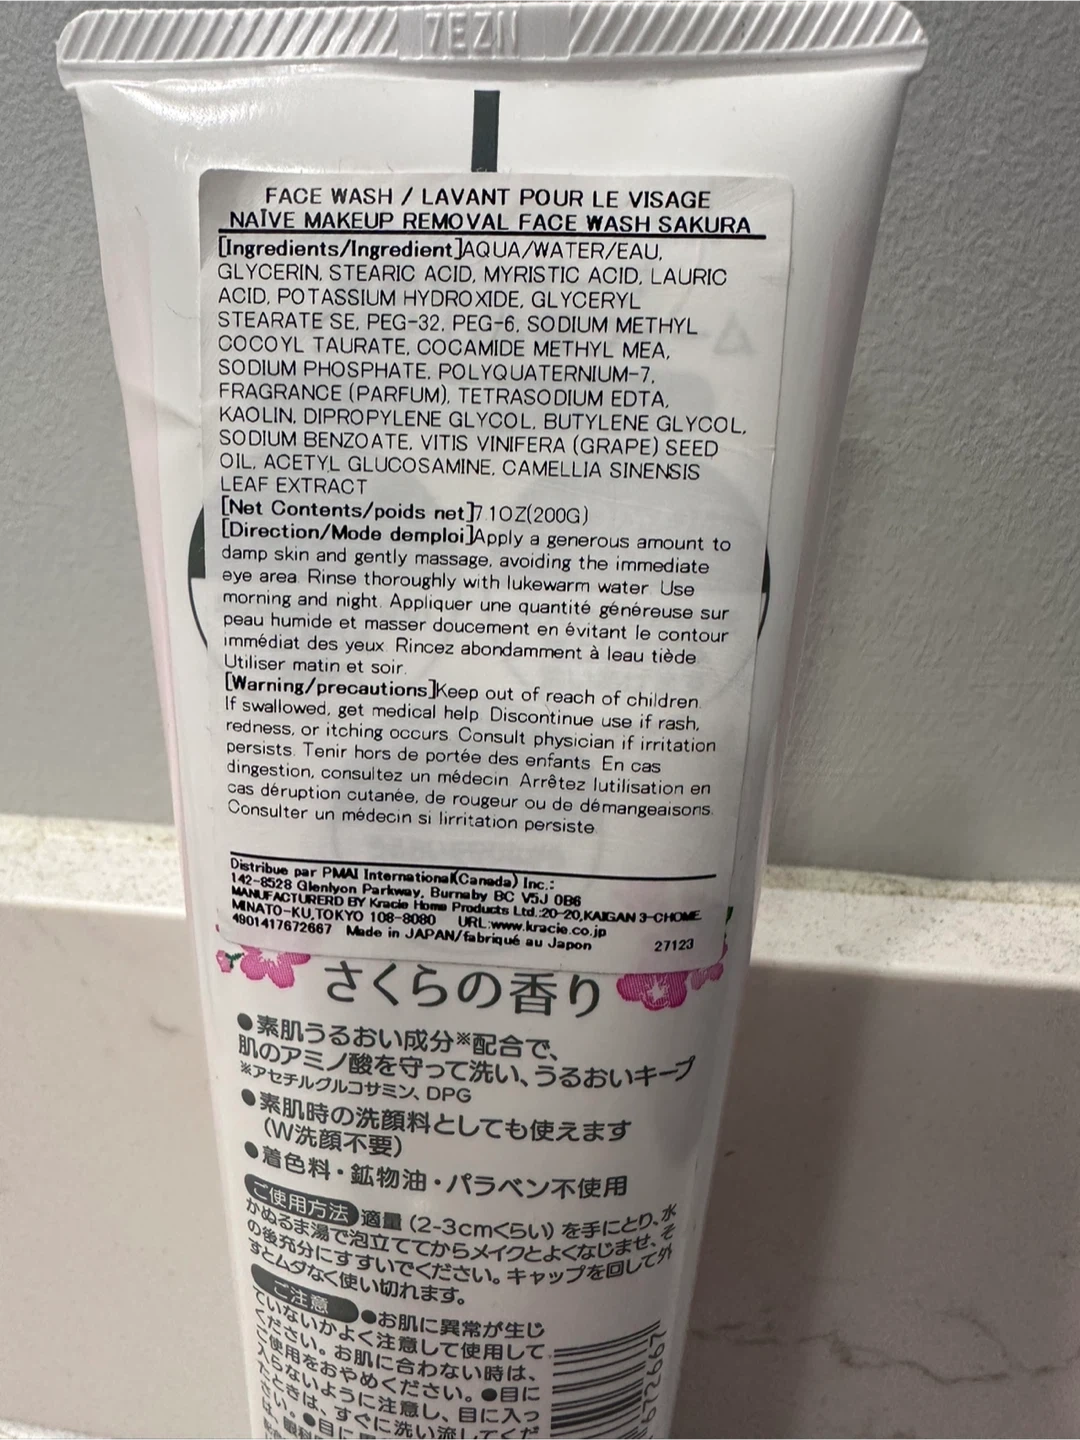 7EZN
FACE WASH / LAVANT POUR LE VISAGE
NAÏVE MAKEUP REMOVAL FACE WASH SAKURA
[Ingredients/Ingredient]AQUA/WATER/EAU,
GLYCERIN, STEARIC ACID, MYRISTIC ACID, LAURIC
ACID, POTASSIUM HYDROXIDE, GLYCERYL
STEARATE SE, PEG-32, PEG-6, SODIUM METHYL
COCOYL TAURATE, COCAMIDE METHYL MEA,
SODIUM PHOSPHATE, POLYQUATERNIUM-7,
FRAGRANCE (PARFUM), TETRASODIUM EDTA,
KAOLIN, DIPROPYLENE GLYCOL, BUTYLENE GLYCOL,
SODIUM BENZOATE, VITIS VINIFERA (GRAPE) SEED
OIL, ACETYL GLUCOSAMINE, CAMELLIA SINENSIS
LEAF EXTRACT
[Net Contents/poids net]7.1OZ(200G)
[Direction/Mode demploi]Apply a generous amount to
damp skin and gently massage, avoiding the immediate
eye area. Rinse thoroughly with lukewarm water. Use
morning and night. Appliquer une quantité généreuse sur
peau humide et masser doucement en évitant le contour
immédiat des yeux. Rincez abondamment à leau tiède.
Utiliser matin et soir.
[Warning/precautions]Keep out of reach of children.
If swallowed, get medical help. Discontinue use if rash,
redness, or itching occurs. Consult physician if irritation
persists. Tenir hors de portée des enfants. En cas
dingestion, consultez un médecin. Arrêtez lutilisation en
cas déruption cutanée, de rougeur ou de démangeaisons.
Consulter un médecin si lirritation persiste.
Distribue par PMAI International(Canada) Inc.:
142-8528 Glenlyon Parkway, Burnaby BC V5J 0B6
MANUFACTURERD BY Kracie Home Products Ltd.:20-20,KAIGAN 3-CHOME
MINATO-KU,TOKYO 108-8080 URL:www.kracie.co.jp
4901417672667 Made in JAPAN/fabriqué au Japon 27123
さくらの香り
●素肌うるおい成分※配合で、
肌のアミノ酸を守って洗い、うるおいキープ
※アセチルグルコサミン、DPG
●素肌時の洗顔料としても使えます
(W洗顔不要)
●着色料・鉱物油・パラベン不使用
ご使用方法 適量(2-3cmくらい)を手にとり、水
かぬるま湯で泡立ててからメイクとよくなじませ、そ
の後充分にすすいでください。キャップを回して外
すとムダなく使い切れます。
ご注意 ●お肌に異常が生じ
ていないかよく注意して使用して
ください。お肌に合わない時は、
ご使用をおやめください。●目に
入らないように注意し、目に入っ
たときは、すぐに洗い流してくだ
さい。●目に
672667